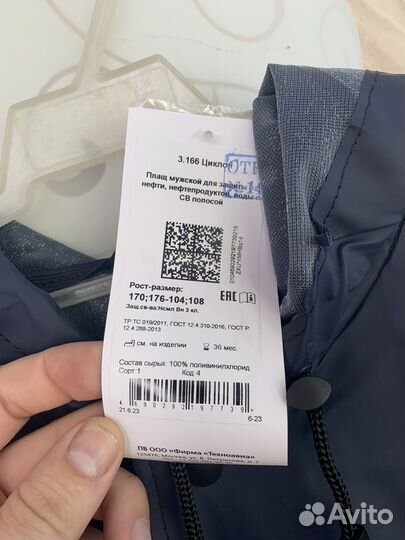 3.166 Циклон
ОТК
Плащ мужской для защиты от
нефти, нефтепродуктов, воды с
СВ полосой
Рост-размер:
170;176-104;108
EAC
Защ.св-ва:Нсмл Вн 3 кл.
ТР ТС 019/2011; ГОСТ 12.4.310-2016, ГОСТ Р
12.4.288-2013
см. на изделии
36 мес.
Состав сырья: 100% поливинилхлорид
Сорт 1 Код 4
21.6.23
6-23
ПВ ООО «Фирма «Техноавиа»
Avito